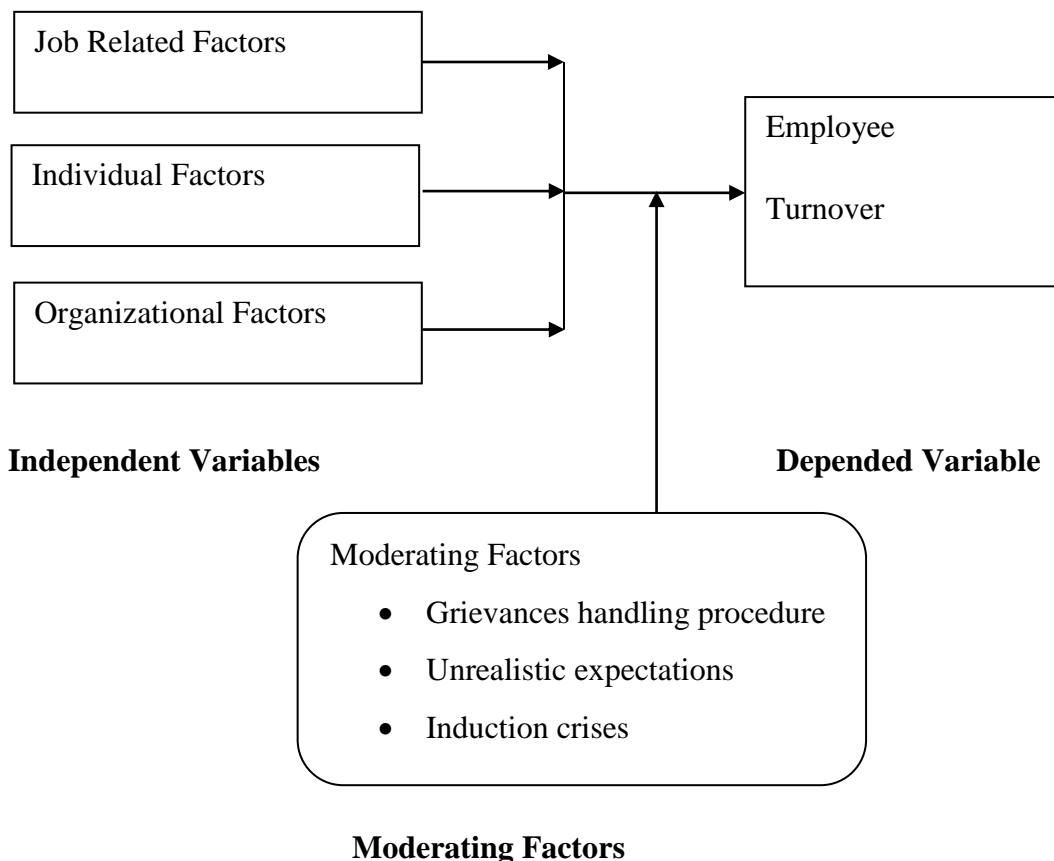 Job Related Factors
Individual Factors
Organizational Factors
Employee
Turnover
Independent Variables
Depended Variable
Moderating Factors
• Grievances handling procedure
• Unrealistic expectations
• Induction crises
Moderating Factors